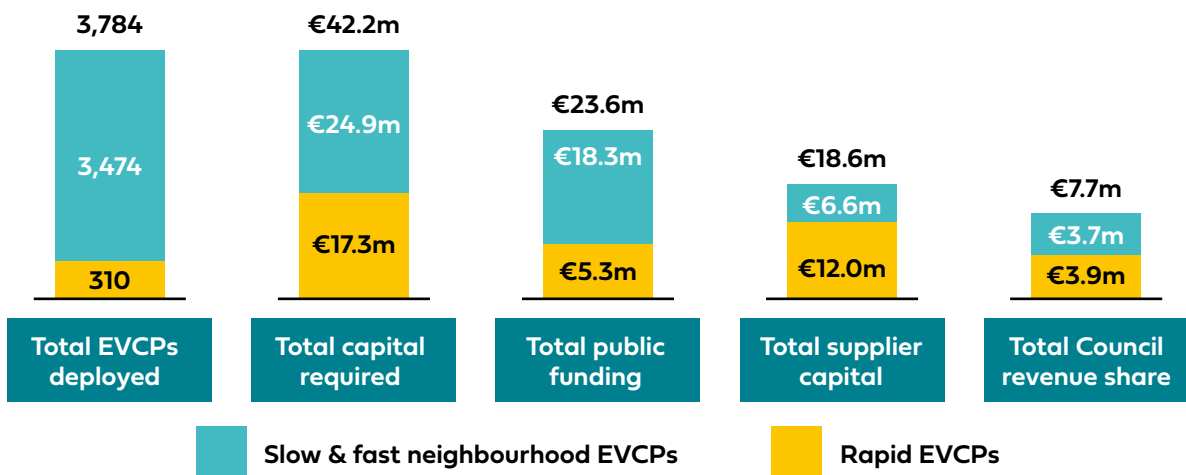 3,784
€42.2m
€23.6m
€18.6m
€7.7m
3,474
310
€24.9m
€17.3m
€18.3m
€5.3m
€6.6m
€12.0m
€3.7m
€3.9m
Total EVCPs
deployed
Total capital
required
Total public
funding
Total supplier
capital
Total Council
revenue share
Slow & fast neighbourhood EVCPs
Rapid EVCPs